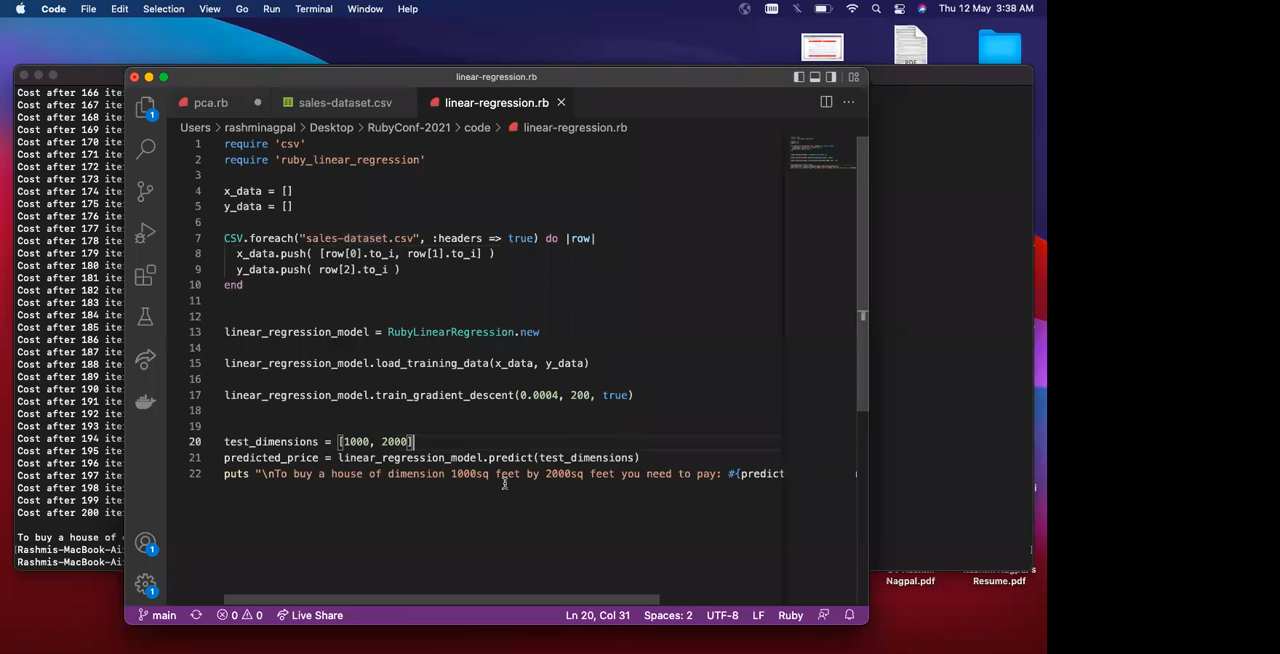 Code File Edit Selection View Go Run Terminal Window Help Thu 12 May 3:38 AM
PDF
linear-regression.rb
pca.rb sales-dataset.csv linear-regression.rb
Users > rashminagpal > Desktop > RubyConf-2021 > code > linear-regression.rb
1 require 'csv'
2 require 'ruby_linear_regression'
3
4 x_data = []
5 y_data = []
6
7 CSV.foreach("sales-dataset.csv", :headers => true) do |row|
8 x_data.push( [row[0].to_i, row[1].to_i] )
9 y_data.push( row[2].to_i )
10 end
11
12
13 linear_regression_model = RubyLinearRegression.new
14
15 linear_regression_model.load_training_data(x_data, y_data)
16
17 linear_regression_model.train_gradient_descent(0.0004, 200, true)
18
19
20 test_dimensions = [1000, 2000]
21 predicted_price = linear_regression_model.predict(test_dimensions)
22 puts "\nTo buy a house of dimension 1000sq feet by 2000sq feet you need to pay: #{predict
main 0 0 Live Share Ln 20, Col 31 Spaces: 2 UTF-8 LF Ruby
1
1
1
Cost after 166 ite
Cost after 167 ite
Cost after 168 ite
Cost after 169 ite
Cost after 170 ite
Cost after 171 ite
Cost after 172 ite
Cost after 173 ite
Cost after 174 ite
Cost after 175 ite
Cost after 176 ite
Cost after 177 ite
Cost after 178 ite
Cost after 179 ite
Cost after 180 ite
Cost after 181 ite
Cost after 182 ite
Cost after 183 ite
Cost after 184 ite
Cost after 185 ite
Cost after 186 ite
Cost after 187 ite
Cost after 188 ite
Cost after 189 ite
Cost after 190 ite
Cost after 191 ite
Cost after 192 ite
Cost after 193 ite
Cost after 194 ite
Cost after 195 ite
Cost after 196 ite
Cost after 197 ite
Cost after 198 ite
Cost after 199 ite
Cost after 200 ite
To buy a house of
Rashmis-MacBook-Ai
Rashmis-MacBook-Ai
Nagpal.pdf
Resume.pdf